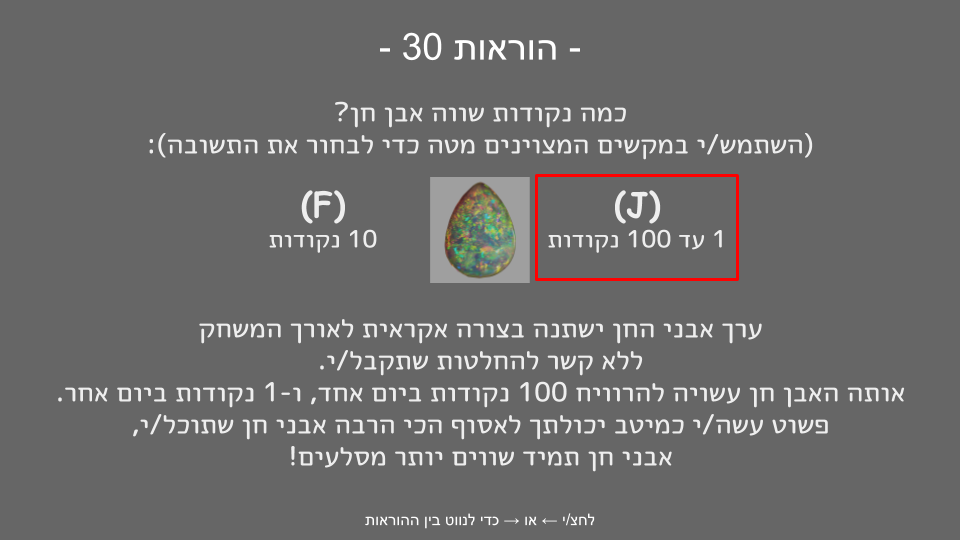 - הוראות 30 -
כמה נקודות שווה אבן חן?
(השתמש/י במקשים המצוינים מטה כדי לבחור את התשובה):
(F)
10 נקודות
(J)
1 עד 100 נקודות
ערך אבני החן ישתנה בצורה אקראית לאורך המשחק
ללא קשר להחלטות שתקבל/י.
אותה האבן חן עשויה להרוויח 100 נקודות ביום אחד, ו-1 נקודות ביום אחר.
פשוט עשה/י כמיטב יכולתך לאסוף הכי הרבה אבני חן שתוכל/י,
אבני חן תמיד שווים יותר מסלעים!
לחצ/י ← או → כדי לנווט בין ההוראות